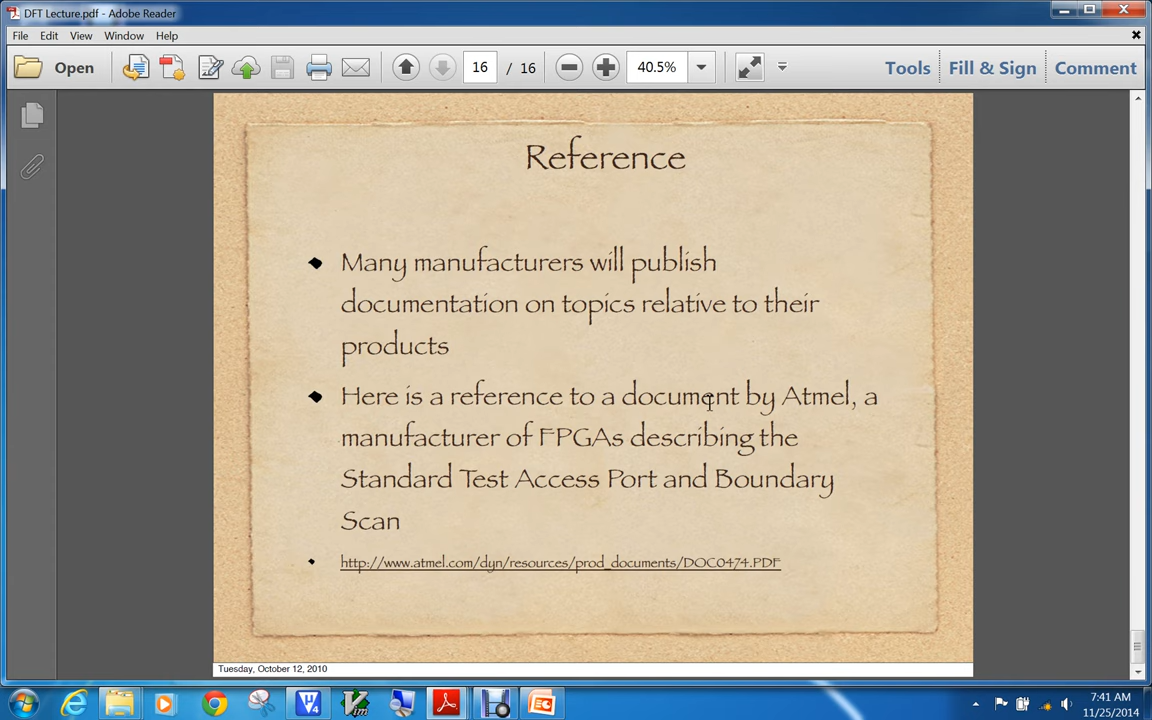 DFT Lecture.pdf - Adobe Reader
File Edit View Window Help
Open 16 / 16 40.5% Tools Fill & Sign Comment
Reference
Many manufacturers will publish
documentation on topics relative to their
products
Here is a reference to a document by Atmel, a
manufacturer of FPGAs describing the
Standard Test Access Port and Boundary
Scan
http://www.atmel.com/dyn/resources/prod_documents/DOC0474.PDF
Tuesday, October 12, 2010
7:41 AM
11/25/2014